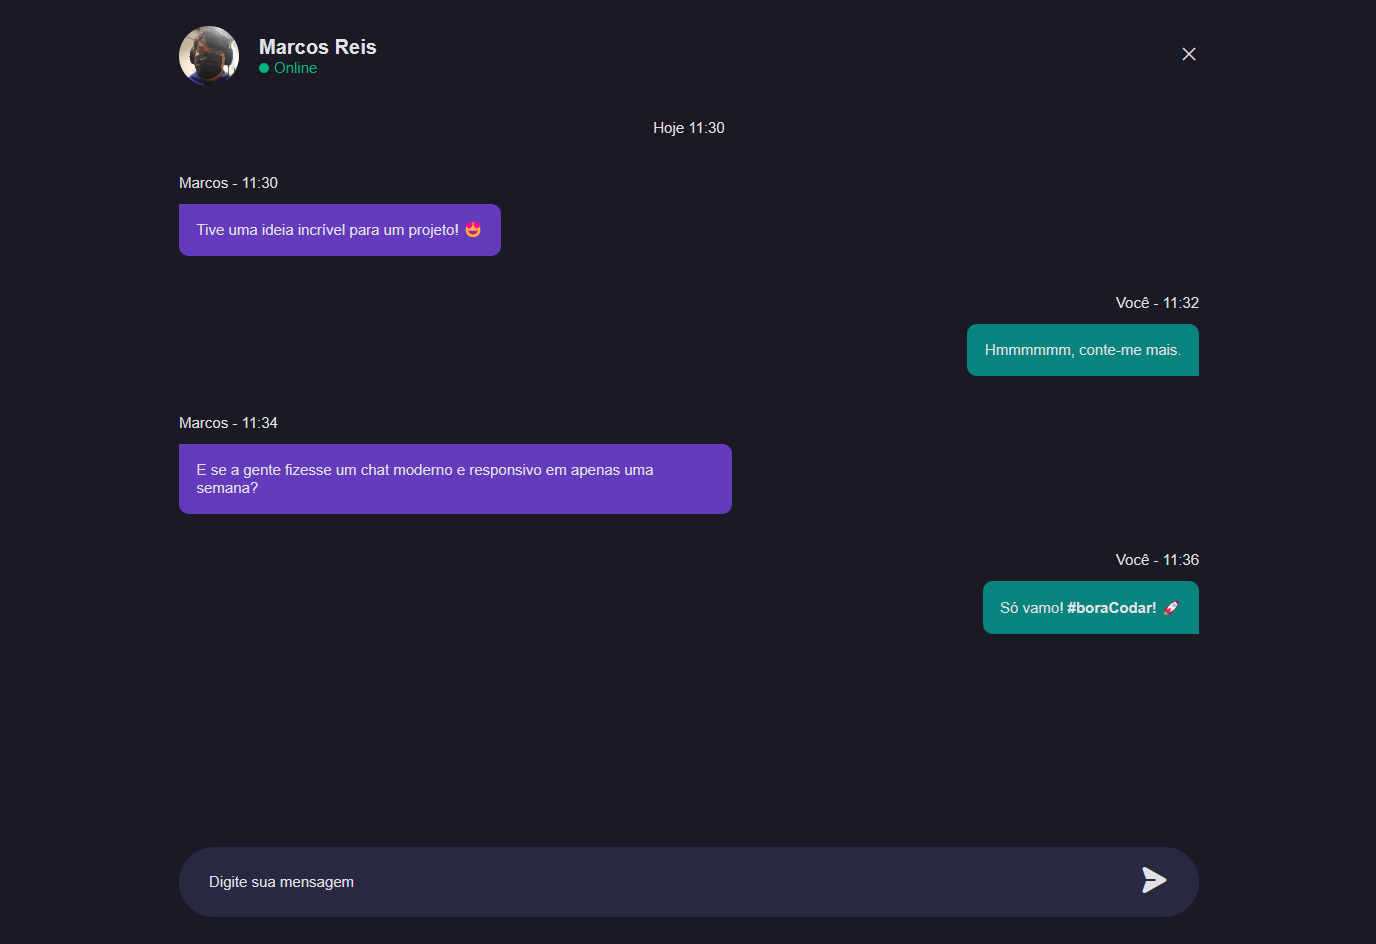 Marcos Reis
Online
Hoje 11:30
Marcos - 11:30
Tive uma ideia incrível para um projeto! 🤩
Você - 11:32
Hmmmmmm, conte-me mais.
Marcos - 11:34
E se a gente fizesse um chat moderno e responsivo em apenas uma
semana?
Você - 11:36
Só vamo! #boraCodar! 🚀
Digite sua mensagem